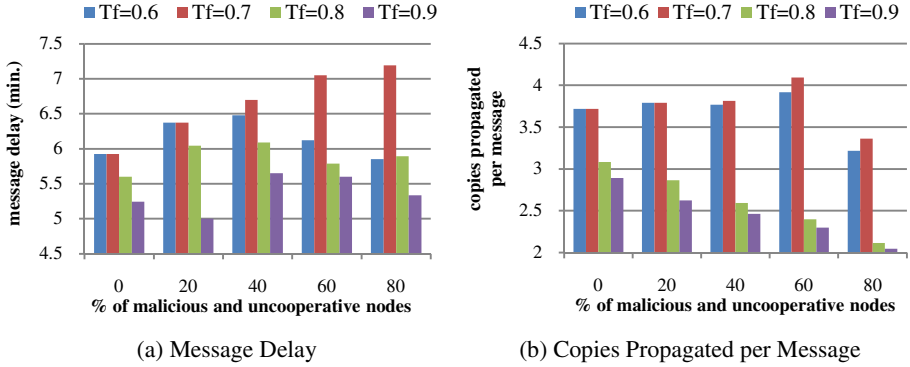 Tf=0.6 Tf=0.7 Tf=0.8 Tf=0.9
message delay (min.)
7.5
7
6.5
6
5.5
5
4.5
0 20 40 60 80
% of malicious and uncooperative nodes
(a) Message Delay
Tf=0.6 Tf=0.7 Tf=0.8 Tf=0.9
copies propagated
per message
4.5
4
3.5
3
2.5
2
0 20 40 60 80
% of malicious and uncooperative nodes
(b) Copies Propagated per Message